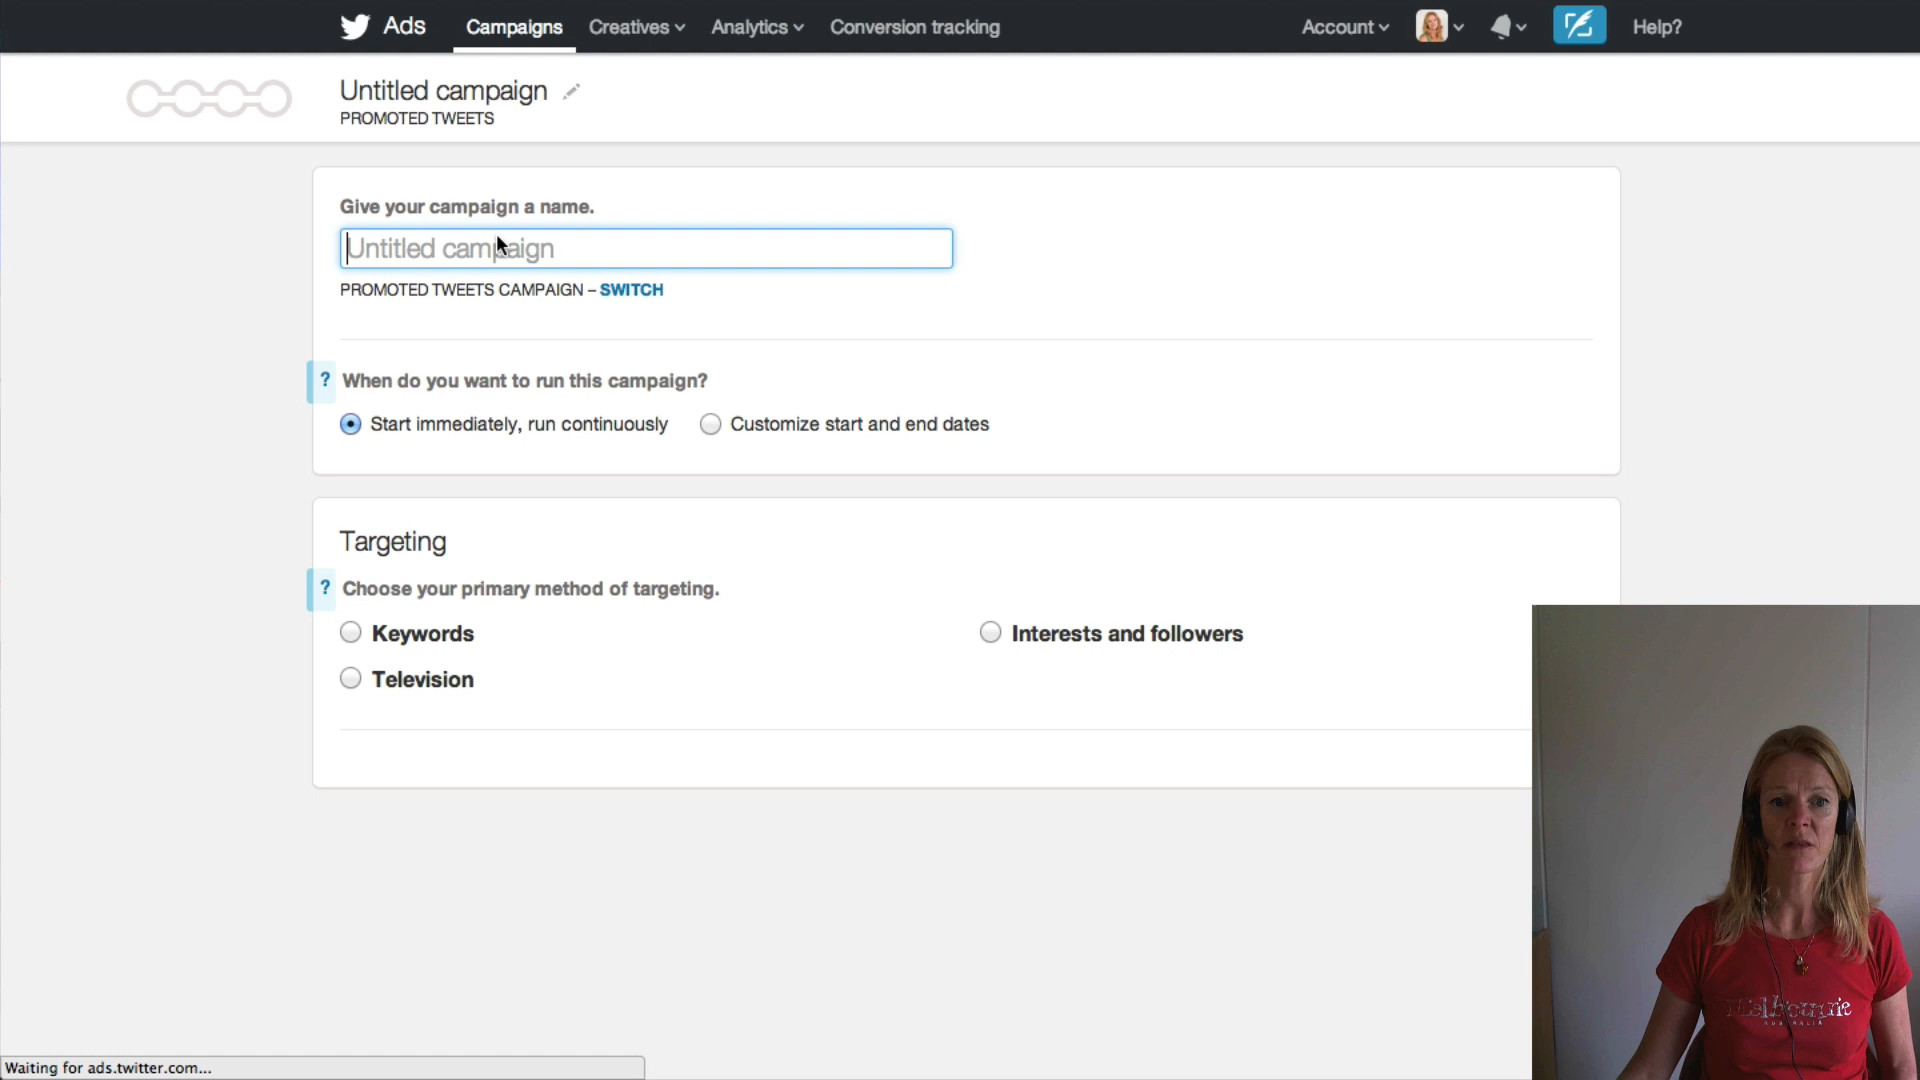 Ads Campaigns Creatives Analytics Conversion tracking Account Help?
Untitled campaign
PROMOTED TWEETS
Give your campaign a name.
Untitled campaign
PROMOTED TWEETS CAMPAIGN – SWITCH
? When do you want to run this campaign?
Start immediately, run continuously Customize start and end dates
Targeting
? Choose your primary method of targeting.
Keywords Interests and followers
Television
Melbourne
AUSTRALIA
Waiting for ads.twitter.com...